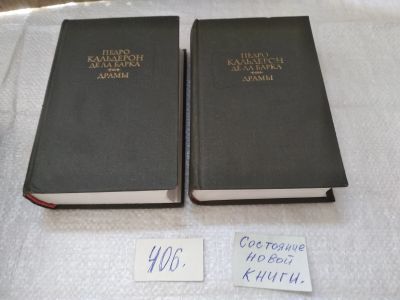 ПЕДРО
КАЛЬДЕРОН
ДЕ ЛА БАРКА
ДРАМЫ
ПЕДРО
КАЛЬДЕРОН
ДЕ ЛА БАРКА
ДРАМЫ
406.
Состояние
новой
книги.